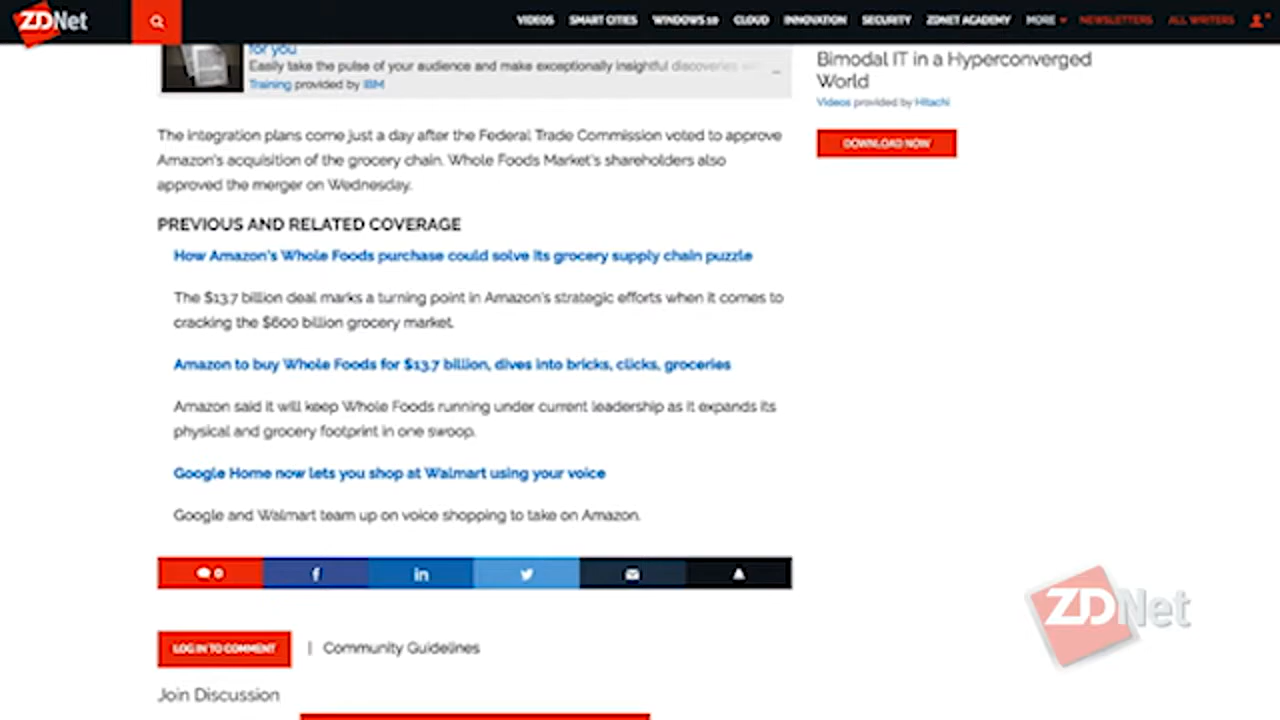 ZDNet
VIDEOS SMART CITIES WINDOWS 10 CLOUD INNOVATION SECURITY ZDNET ACADEMY MORE NEWSLETTERS ALL WRITERS
for you
Easily take the pulse of your audience and make exceptionally insightful discoveries
Training provided by IBM
Bimodal IT in a Hyperconverged
World
Videos provided by Hitachi
DOWNLOAD NOW
The integration plans come just a day after the Federal Trade Commission voted to approve
Amazon's acquisition of the grocery chain. Whole Foods Market's shareholders also
approved the merger on Wednesday.
PREVIOUS AND RELATED COVERAGE
How Amazon's Whole Foods purchase could solve its grocery supply chain puzzle
The $13.7 billion deal marks a turning point in Amazon's strategic efforts when it comes to
cracking the $600 billion grocery market.
Amazon to buy Whole Foods for $13.7 billion, dives into bricks, clicks, groceries
Amazon said it will keep Whole Foods running under current leadership as it expands its
physical and grocery footprint in one swoop.
Google Home now lets you shop at Walmart using your voice
Google and Walmart team up on voice shopping to take on Amazon.
0
ZDNet
LOG IN TO COMMENT | Community Guidelines
Join Discussion